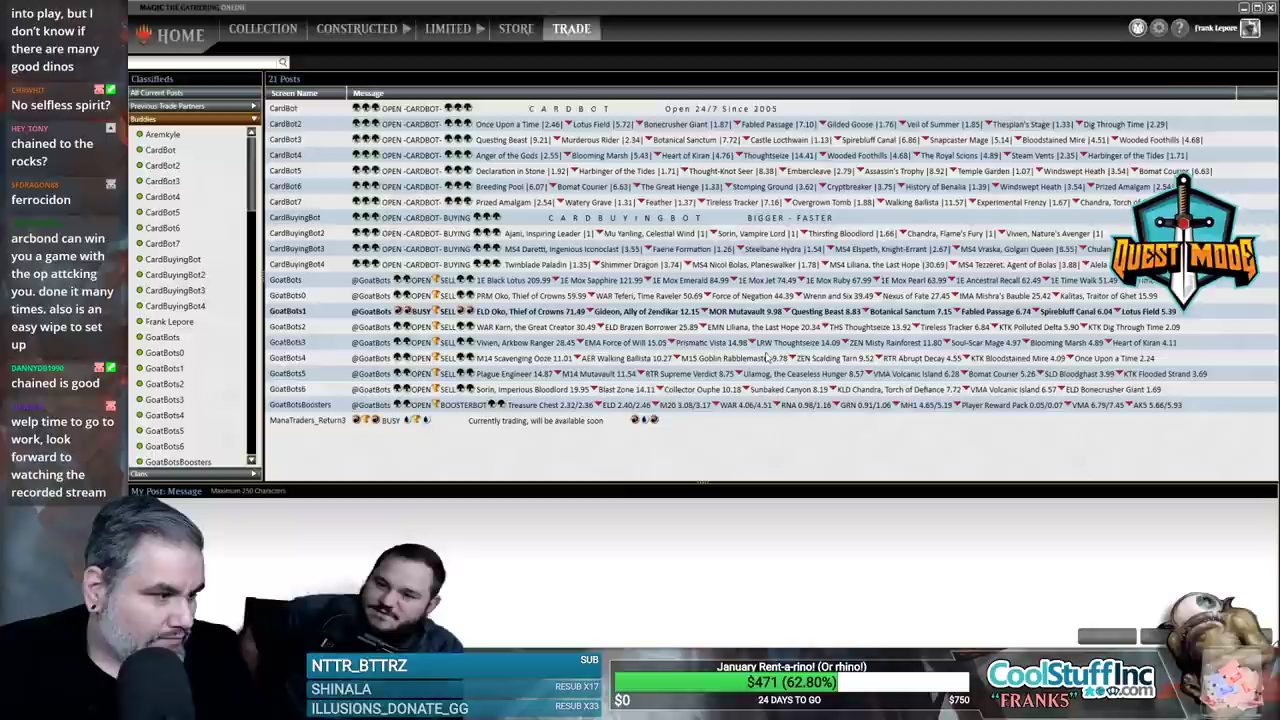 into play, but I
don't know if
there are many
good dinos
No selfless spirit?
HEY TONY
chained to the
rocks?
SFDRAGON68
ferrocidon
arcbond can win
you a game with
the op attcking
you. done it many
times. also is an
easy wipe to set
up
DANNYD01990
chained is good
welp time to go to
work, look
forward to
watching the
recorded stream
MAGIC: THE GATHERING ONLINE
HOME
COLLECTION
CONSTRUCTED
LIMITED
STORE
TRADE
Frank Lepore
Classifieds
All Current Posts
Previous Trade Partners
Buddies
Aremkyle
CardBot
CardBot2
CardBot3
CardBot4
CardBot5
CardBot6
CardBot7
CardBuyingBot
CardBuyingBot2
CardBuyingBot3
CardBuyingBot4
Frank Lepore
GoatBots
GoatBots0
GoatBots1
GoatBots2
GoatBots3
GoatBots4
GoatBots5
GoatBots6
GoatBotsBoosters
Clans
21 Posts
Screen Name Message
CardBot OPEN -CARDBOT- C A R D B O T Open 24/7 Since 2005
CardBot2 OPEN -CARDBOT- Once Upon a Time [2.46] Lotus Field [5.72] Bonecrusher Giant [1.87] Fabled Passage [7.10] Gilded Goose [1.76] Veil of Summer [1.85] Thespian's Stage [1.33] Dig Through Time [2.29]
CardBot3 OPEN -CARDBOT- Questing Beast [9.21] Murderous Rider [2.34] Botanical Sanctum [7.72] Castle Locthwain [1.13] Spirebluff Canal [6.86] Snapcaster Mage [5.14] Bloodstained Mire [4.51] Wooded Foothills [4.68]
CardBot4 OPEN -CARDBOT- Anger of the Gods [2.55] Blooming Marsh [5.43] Heart of Kiran [4.76] Thoughtseize [14.41] Wooded Foothills [4.68] The Royal Scions [4.89] Steam Vents [2.35] Harbinger of the Tides [1.71]
CardBot5 OPEN -CARDBOT- Declaration in Stone [1.92] Harbinger of the Tides [1.71] Thought-Knot Seer [8.38] Embercleave [2.79] Assassin's Trophy [8.92] Temple Garden [1.07] Windswept Heath [3.54] Bomat Courier [6.63]
CardBot6 OPEN -CARDBOT- Breeding Pool [6.07] Bomat Courier [6.63] The Great Henge [1.33] Stomping Ground [3.62] Cryptbreaker [3.75] History of Benalia [1.39] Windswept Heath [3.54] Prized Amalgam [2.54]
CardBot7 OPEN -CARDBOT- Prized Amalgam [2.54] Watery Grave [1.31] Feather [1.37] Tireless Tracker [7.16] Overgrown Tomb [1.88] Walking Ballista [11.57] Experimental Frenzy [1.67] Chandra, Torch of
CardBuyingBot OPEN -CARDBOT- BUYING C A R D B U Y I N G B O T BIGGER - FASTER
CardBuyingBot2 OPEN -CARDBOT- BUYING Ajani, Inspiring Leader [1] Mu Yanling, Celestial Wind [1] Sorin, Vampire Lord [1] Thirsting Bloodlord [1.66] Chandra, Flame's Fury [1] Vivien, Nature's Avenger [1]
CardBuyingBot3 OPEN -CARDBOT- BUYING MS4 Daretti, Ingenious Iconoclast [3.55] Faerie Formation [1.26] Steelbane Hydra [1.54] MS4 Elspeth, Knight-Errant [2.67] MS4 Vraska, Golgari Queen [8.55] Chulane
CardBuyingBot4 OPEN -CARDBOT- BUYING Twinblade Paladin [1.35] Shimmer Dragon [3.74] MS4 Nicol Bolas, Planeswalker [1.78] MS4 Liliana, the Last Hope [30.69] MS4 Tezzeret, Agent of Bolas [3.88] Alela
GoatBots @GoatBots OPEN SELL 1E Black Lotus 209.99 1E Mox Sapphire 121.99 1E Mox Emerald 84.99 1E Mox Jet 74.49 1E Mox Ruby 67.99 1E Mox Pearl 63.99 1E Ancestral Recall 62.49 1E Time Walk 51.49
GoatBots0 @GoatBots OPEN SELL PRM Oko, Thief of Crowns 59.99 WAR Teferi, Time Raveler 50.69 Force of Negation 44.39 Wrenn and Six 39.49 Nexus of Fate 27.45 IMA Mishra's Bauble 25.42 Kalitas, Traitor of Ghet 15.99
GoatBots1 @GoatBots BUSY SELL ELD Oko, Thief of Crowns 71.49 Gideon, Ally of Zendikar 12.15 MOR Mutavault 9.98 Questing Beast 8.83 Botanical Sanctum 7.15 Fabled Passage 6.74 Spirebluff Canal 6.04 Lotus Field 5.39
GoatBots2 @GoatBots OPEN SELL WAR Karn, the Great Creator 30.49 ELD Brazen Borrower 25.89 EMN Liliana, the Last Hope 20.34 THS Thoughtseize 13.92 Tireless Tracker 6.84 KTK Polluted Delta 5.90 KTK Dig Through Time 2.09
GoatBots3 @GoatBots OPEN SELL Vivien, Arkbow Ranger 28.45 EMA Force of Will 15.05 Prismatic Vista 14.98 LRW Thoughtseize 14.09 ZEN Misty Rainforest 11.80 Soul-Scar Mage 4.97 Blooming Marsh 4.89 Heart of Kiran 4.11
GoatBots4 @GoatBots OPEN SELL M14 Scavenging Ooze 11.01 AER Walking Ballista 10.27 M15 Goblin Rabblemaster 9.78 ZEN Scalding Tarn 9.52 RTR Abrupt Decay 4.55 KTK Bloodstained Mire 4.09 Once Upon a Time 2.24
GoatBots5 @GoatBots OPEN SELL Plague Engineer 14.87 M14 Mutavault 11.54 RTR Supreme Verdict 8.75 Ulamog, the Ceaseless Hunger 8.57 VMA Volcanic Island 6.28 Bomat Courier 5.26 SLD Bloodghast 3.99 KTK Flooded Strand 3.69
GoatBots6 @GoatBots OPEN SELL Sorin, Imperious Bloodlord 19.95 Blast Zone 14.11 Collector Ouphe 10.18 Sunbaked Canyon 8.19 KLD Chandra, Torch of Defiance 7.72 VMA Volcanic Island 6.57 ELD Bonecrusher Giant 1.69
GoatBotsBoosters @GoatBots OPEN BOOSTERBOT Treasure Chest 2.32/2.36 ELD 2.40/2.46 M20 3.08/3.17 WAR 4.06/4.51 RNA 0.98/1.16 GRN 0.91/1.06 MH1 4.65/5.19 Player Reward Pack 0.05/0.07 VMA 6.79/7.45 AKS 5.66/5.93
ManaTraders_Return3 BUSY Currently trading, will be available soon
My Post: Message Maximum 250 Characters
QUEST MODE
NTTR_BTTRZ SUB
SHINALA RESUB X17
ILLUSIONS_DONATE_GG RESUB X33
January Rent-a-rino! (Or rhino!)
$471 (62.80%)
$0 24 DAYS TO GO $750
CoolStuffInc
.com
"FRANK5"